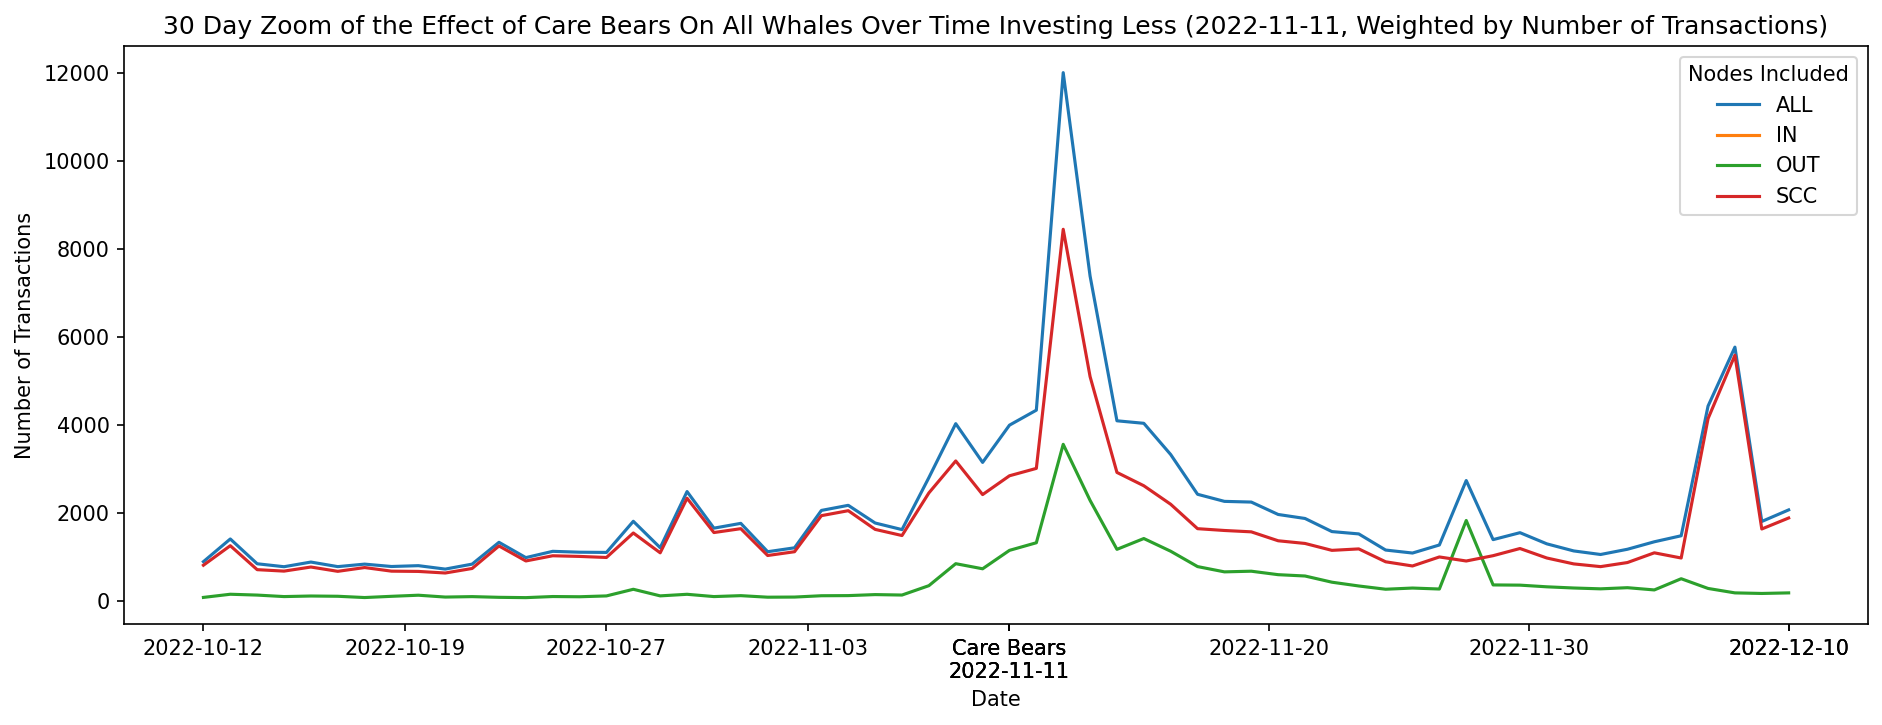 30 Day Zoom of the Effect of Care Bears On All Whales Over Time Investing Less (2022-11-11, Weighted by Number of Transactions)
Nodes Included
ALL
IN
OUT
SCC
12000
10000
8000
6000
4000
2000
0
Number of Transactions
2022-10-12
2022-10-19
2022-10-27
2022-11-03
Care Bears
2022-11-11
2022-11-20
2022-11-30
2022-12-10
Date